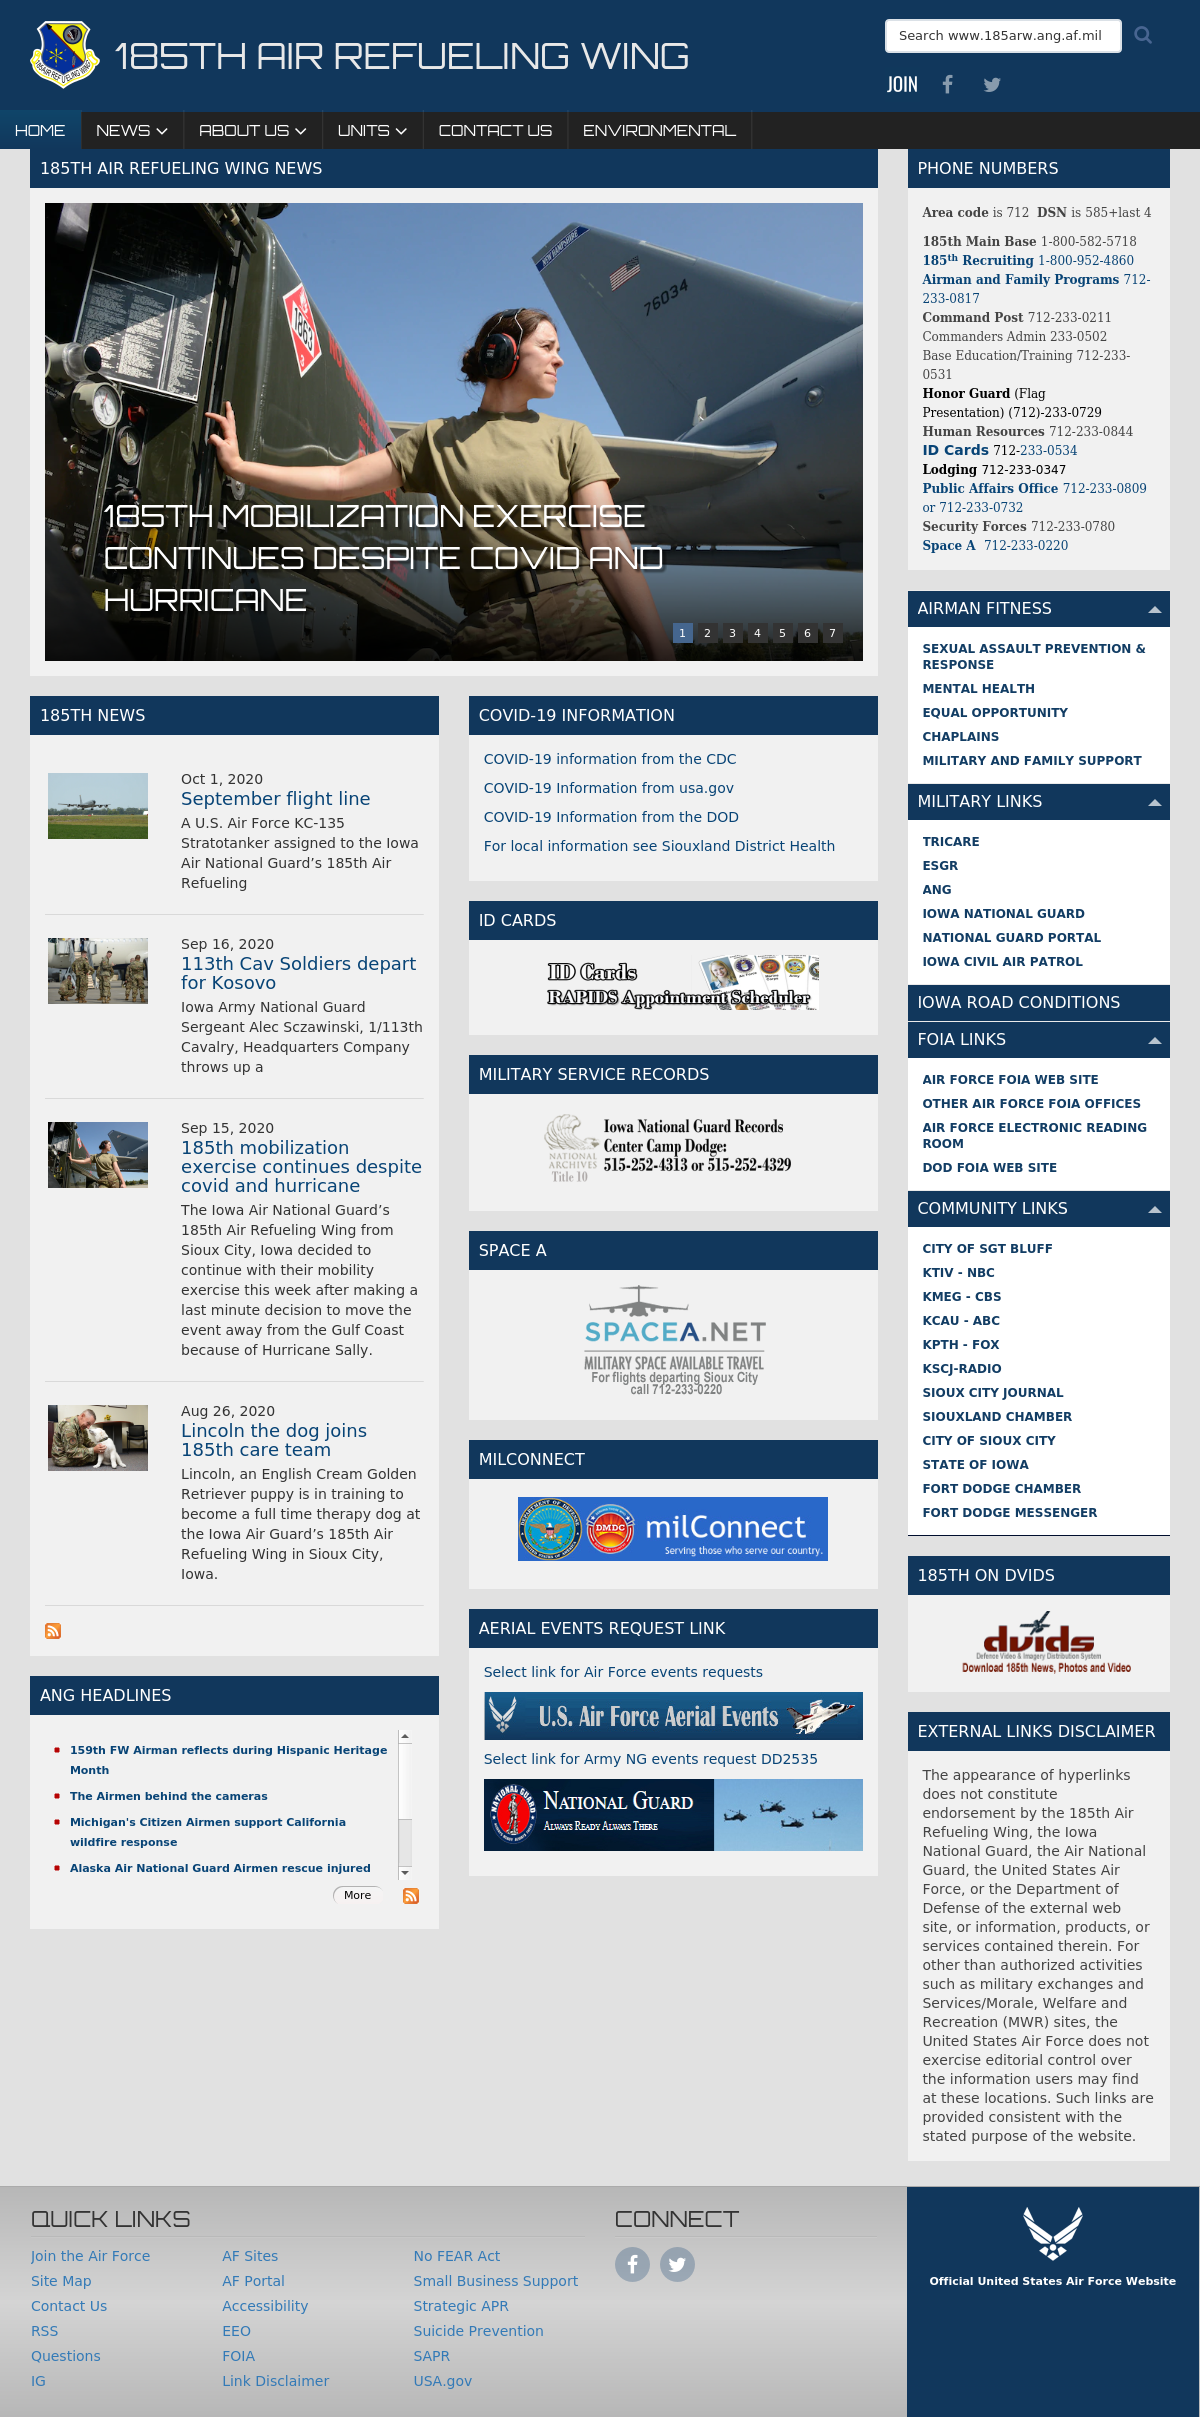 185TH AIR REFUELING WING
Search www.185arw.ang.af.mil
JOIN
HOME
NEWS
ABOUT US
UNITS
CONTACT US
ENVIRONMENTAL
185TH AIR REFUELING WING NEWS
NEW HAMPSHIRE
76034
1863
3
185TH MOBILIZATION EXERCISE
CONTINUES DESPITE COVID AND
HURRICANE
1 2 3 4 5 6 7
185TH NEWS
Oct 1, 2020
September flight line
A U.S. Air Force KC-135
Stratotanker assigned to the Iowa
Air National Guard’s 185th Air
Refueling
Sep 16, 2020
113th Cav Soldiers depart
for Kosovo
Iowa Army National Guard
Sergeant Alec Sczawinski, 1/113th
Cavalry, Headquarters Company
throws up a
Sep 15, 2020
185th mobilization
exercise continues despite
covid and hurricane
The Iowa Air National Guard’s
185th Air Refueling Wing from
Sioux City, Iowa decided to
continue with their mobility
exercise this week after making a
last minute decision to move the
event away from the Gulf Coast
because of Hurricane Sally.
Aug 26, 2020
Lincoln the dog joins
185th care team
Lincoln, an English Cream Golden
Retriever puppy is in training to
become a full time therapy dog at
the Iowa Air Guard’s 185th Air
Refueling Wing in Sioux City,
Iowa.
ANG HEADLINES
159th FW Airman reflects during Hispanic Heritage
Month
The Airmen behind the cameras
Michigan's Citizen Airmen support California
wildfire response
Alaska Air National Guard Airmen rescue injured
More
COVID-19 INFORMATION
COVID-19 information from the CDC
COVID-19 Information from usa.gov
COVID-19 Information from the DOD
For local information see Siouxland District Health
ID CARDS
ID Cards
RAPIDS Appointment Scheduler
MILITARY SERVICE RECORDS
NATIONAL
ARCHIVES
Title 10
Iowa National Guard Records
Center Camp Dodge:
515-252-4313 or 515-252-4329
SPACE A
SPACEA.NET
MILITARY SPACE AVAILABLE TRAVEL
For flights departing Sioux City
call 712-233-0220
MILCONNECT
DMDC
milConnect
Serving those who serve our country.
AERIAL EVENTS REQUEST LINK
Select link for Air Force events requests
U.S. Air Force Aerial Events
Select link for Army NG events request DD2535
NATIONAL GUARD
ALWAYS READY ALWAYS THERE
PHONE NUMBERS
Area code is 712  DSN is 585+last 4
185th Main Base 1-800-582-5718
185th Recruiting 1-800-952-4860
Airman and Family Programs 712-
233-0817
Command Post 712-233-0211
Commanders Admin 233-0502
Base Education/Training 712-233-
0531
Honor Guard (Flag
Presentation) (712)-233-0729
Human Resources 712-233-0844
ID Cards 712-233-0534
Lodging 712-233-0347
Public Affairs Office 712-233-0809
or 712-233-0732
Security Forces 712-233-0780
Space A  712-233-0220
AIRMAN FITNESS
SEXUAL ASSAULT PREVENTION &
RESPONSE
MENTAL HEALTH
EQUAL OPPORTUNITY
CHAPLAINS
MILITARY AND FAMILY SUPPORT
MILITARY LINKS
TRICARE
ESGR
ANG
IOWA NATIONAL GUARD
NATIONAL GUARD PORTAL
IOWA CIVIL AIR PATROL
IOWA ROAD CONDITIONS
FOIA LINKS
AIR FORCE FOIA WEB SITE
OTHER AIR FORCE FOIA OFFICES
AIR FORCE ELECTRONIC READING
ROOM
DOD FOIA WEB SITE
COMMUNITY LINKS
CITY OF SGT BLUFF
KTIV - NBC
KMEG - CBS
KCAU - ABC
KPTH - FOX
KSCJ-RADIO
SIOUX CITY JOURNAL
SIOUXLAND CHAMBER
CITY OF SIOUX CITY
STATE OF IOWA
FORT DODGE CHAMBER
FORT DODGE MESSENGER
185TH ON DVIDS
dvids
Defence Video & Imagery Distribution System
Download 185th News, Photos and Video
EXTERNAL LINKS DISCLAIMER
The appearance of hyperlinks
does not constitute
endorsement by the 185th Air
Refueling Wing, the Iowa
National Guard, the Air National
Guard, the United States Air
Force, or the Department of
Defense of the external web
site, or information, products, or
services contained therein. For
other than authorized activities
such as military exchanges and
Services/Morale, Welfare and
Recreation (MWR) sites, the
United States Air Force does not
exercise editorial control over
the information users may find
at these locations. Such links are
provided consistent with the
stated purpose of the website.
QUICK LINKS
Join the Air Force
Site Map
Contact Us
RSS
Questions
IG
AF Sites
AF Portal
Accessibility
EEO
FOIA
Link Disclaimer
No FEAR Act
Small Business Support
Strategic APR
Suicide Prevention
SAPR
USA.gov
CONNECT
Official United States Air Force Website